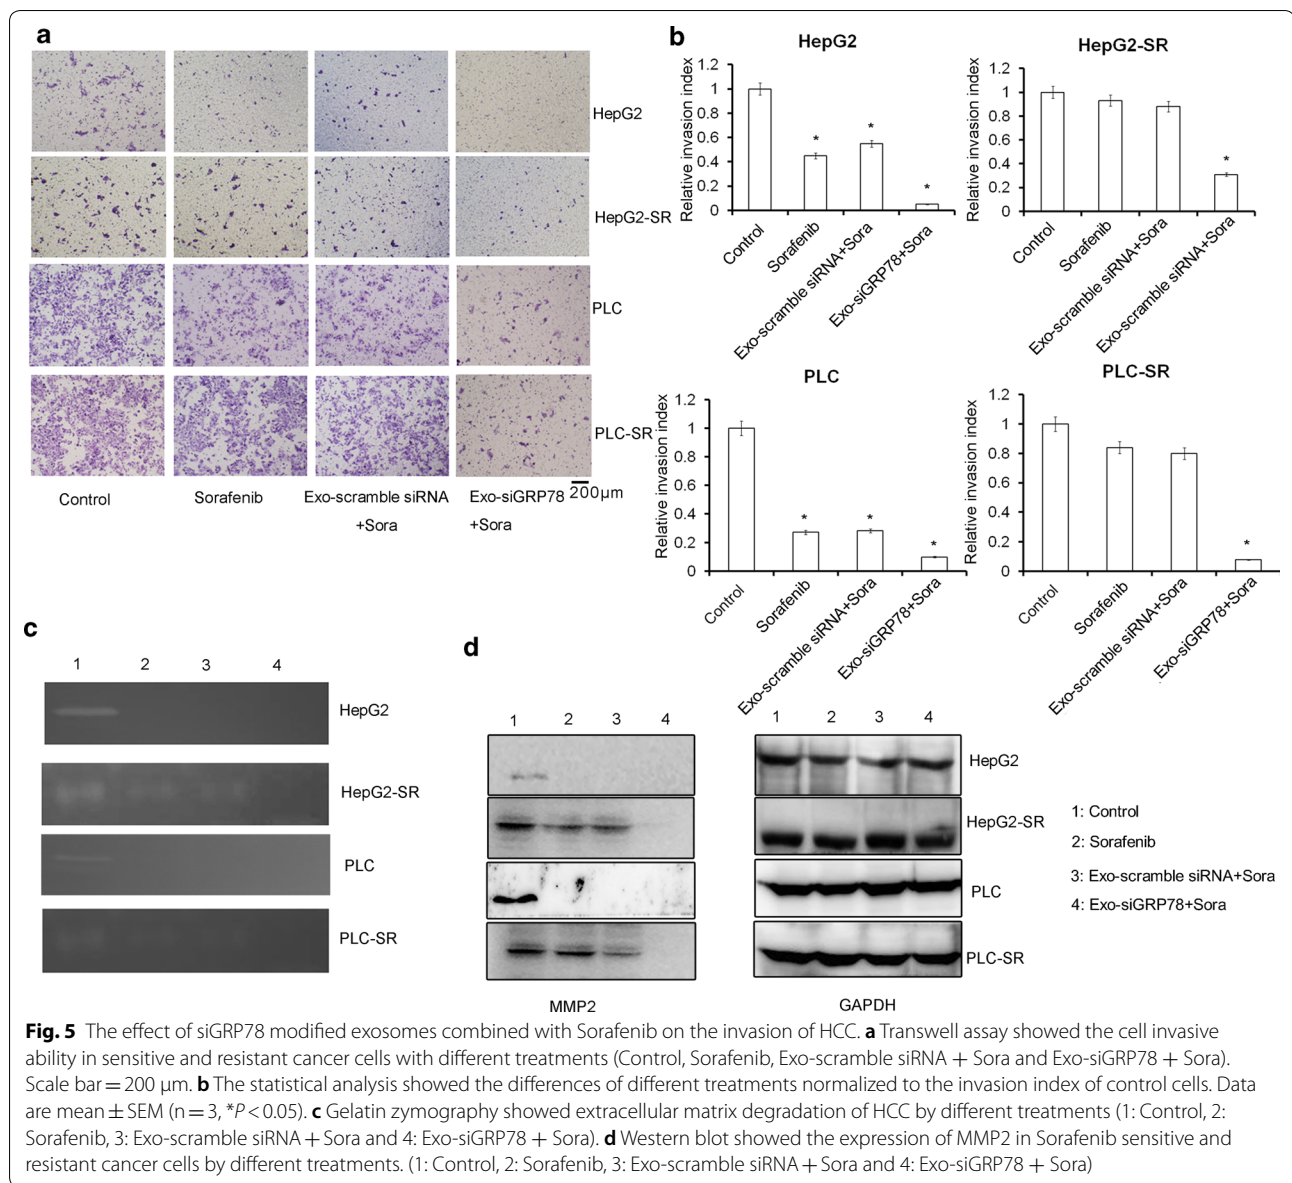 a
HepG2
HepG2-SR
PLC
PLC-SR
200μm
Control
Sorafenib
Exo-scramble siRNA
+Sora
Exo-siGRP78
+Sora
b
HepG2
Relative invasion index
1.2
1
0.8
0.6
0.4
0.2
0
*
*
*
Control
Sorafenib
Exo-scramble siRNA+Sora
Exo-siGRP78+Sora
HepG2-SR
Relative invasion index
1.2
1
0.8
0.6
0.4
0.2
0
*
Control
Sorafenib
Exo-scramble siRNA+Sora
Exo-scramble siRNA+Sora
PLC
Relative invasion index
1.2
1
0.8
0.6
0.4
0.2
0
*
*
*
Control
Sorafenib
Exo-scramble siRNA+Sora
Exo-siGRP78+Sora
PLC-SR
Relative invasion index
1.2
1
0.8
0.6
0.4
0.2
0
*
Control
Sorafenib
Exo-scramble siRNA+Sora
Exo-siGRP78+Sora
c
1 2 3 4
HepG2
HepG2-SR
PLC
PLC-SR
d
1 2 3 4
MMP2
1 2 3 4
HepG2
HepG2-SR
PLC
PLC-SR
GAPDH
1: Control
2: Sorafenib
3: Exo-scramble siRNA+Sora
4: Exo-siGRP78+Sora
Fig. 5 The effect of siGRP78 modified exosomes combined with Sorafenib on the invasion of HCC. a Transwell assay showed the cell invasive
ability in sensitive and resistant cancer cells with different treatments (Control, Sorafenib, Exo-scramble siRNA + Sora and Exo-siGRP78 + Sora).
Scale bar = 200 μm. b The statistical analysis showed the differences of different treatments normalized to the invasion index of control cells. Data
are mean ± SEM (n = 3, *P < 0.05). c Gelatin zymography showed extracellular matrix degradation of HCC by different treatments (1: Control, 2:
Sorafenib, 3: Exo-scramble siRNA + Sora and 4: Exo-siGRP78 + Sora). d Western blot showed the expression of MMP2 in Sorafenib sensitive and
resistant cancer cells by different treatments. (1: Control, 2: Sorafenib, 3: Exo-scramble siRNA + Sora and 4: Exo-siGRP78 + Sora)